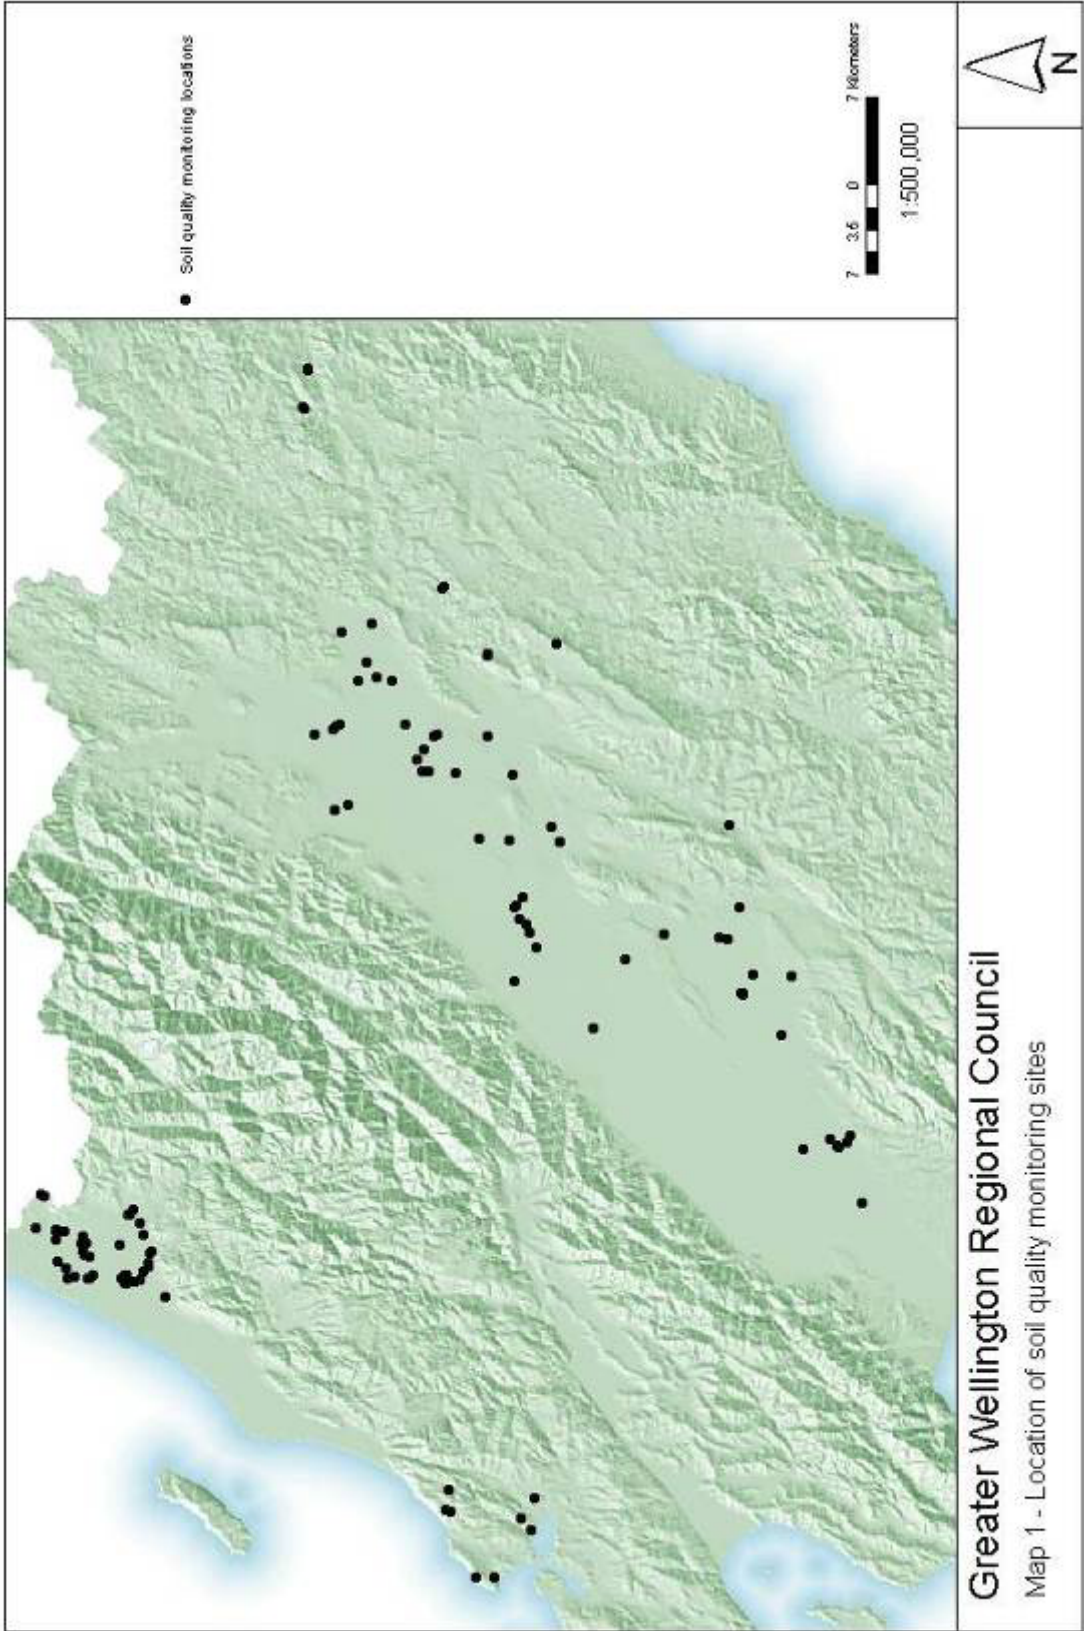 Soil quality monitoring locations
7 3.5 0 7 Kilometers
1:500,000
N
Greater Wellington Regional Council
Map 1 - Location of soil quality monitoring sites